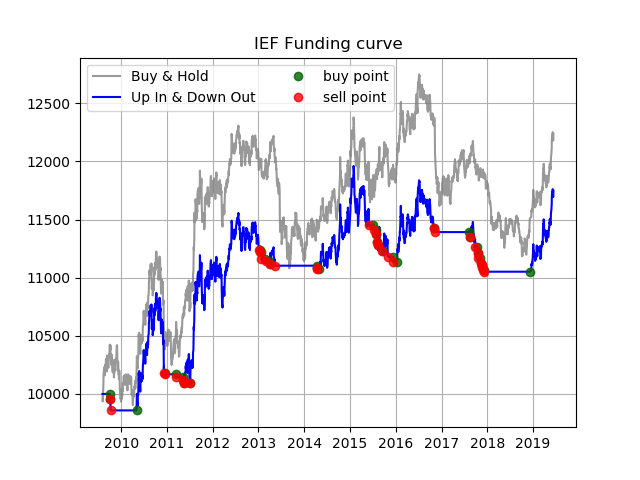 IEF Funding curve
Buy & Hold
Up In & Down Out
buy point
sell point
12500
12000
11500
11000
10500
10000
2010 2011 2012 2013 2014 2015 2016 2017 2018 2019